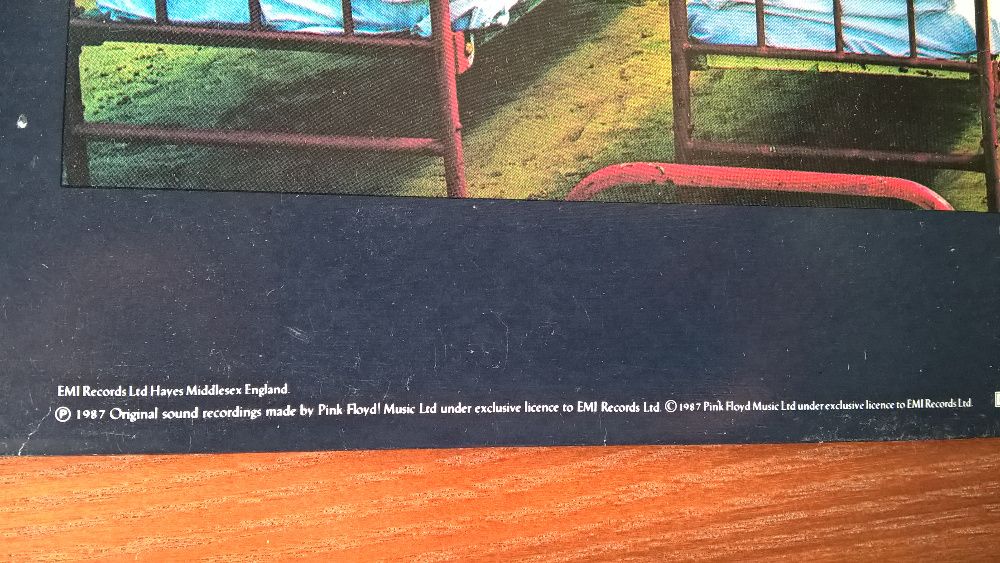 EMI Records Ltd Hayes Middlesex England.
Ⓟ 1987 Original sound recordings made by Pink Floyd! Music Ltd under exclusive licence to EMI Records Ltd. © 1987 Pink Floyd Music Ltd under exclusive licence to EMI Records Ltd.